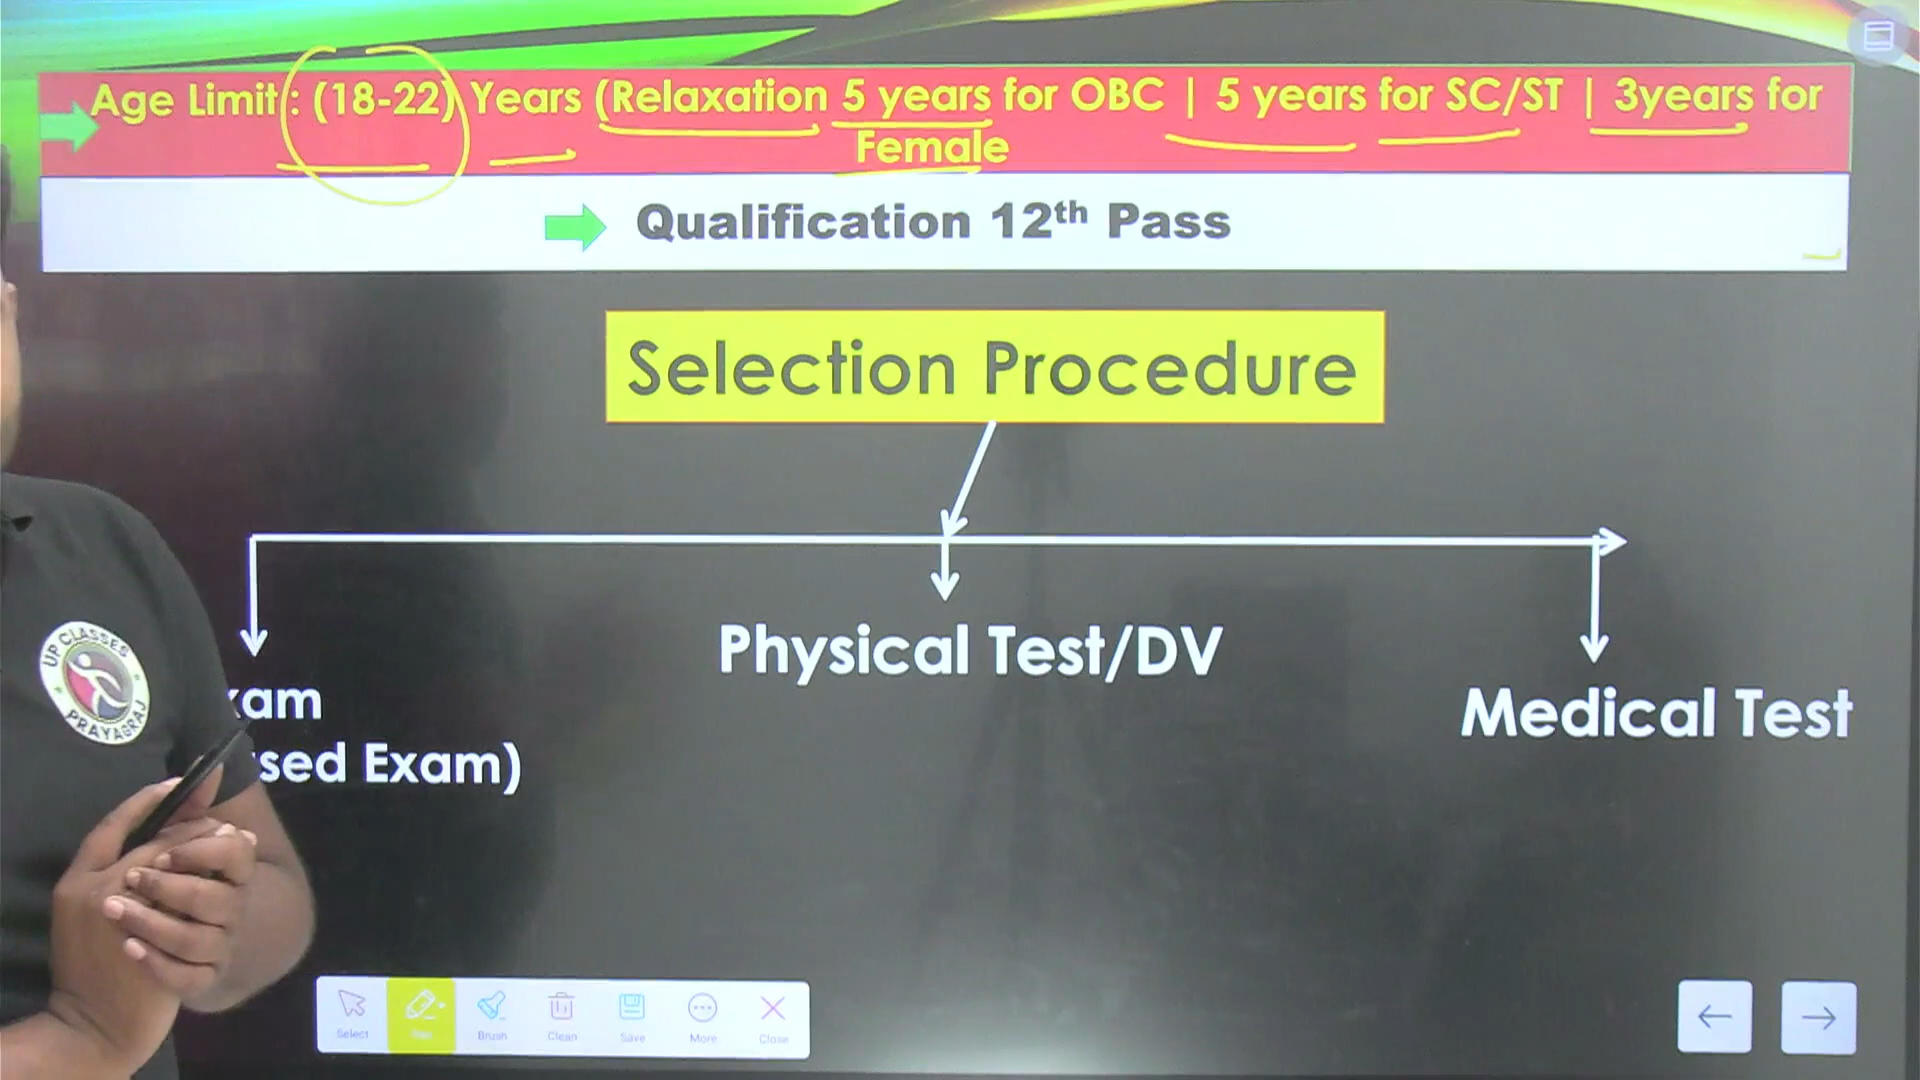 Age Limit : (18-22) Years (Relaxation 5 years for OBC | 5 years for SC/ST | 3years for
Female
Qualification 12th Pass
Selection Procedure
Physical Test/DV
Medical Test
Exam)
UP CLASSES
PRAYAGRAJ
Select
Brush
Clean
Save
More
Close